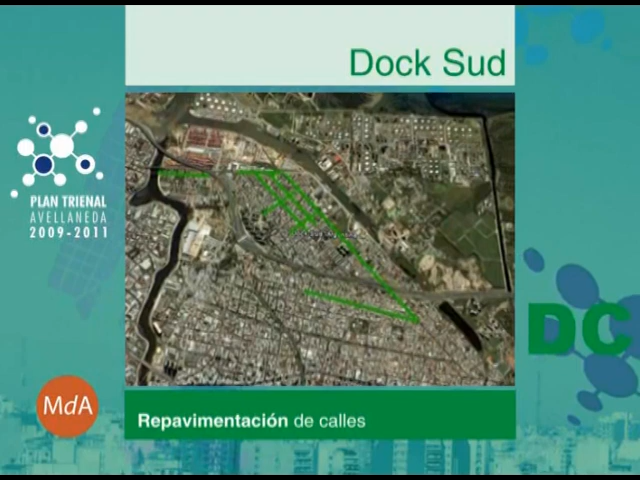 Dock Sud
PLAN TRIENAL
AVELLANEDA
2009-2011
DC
MdA
Repavimentación de calles